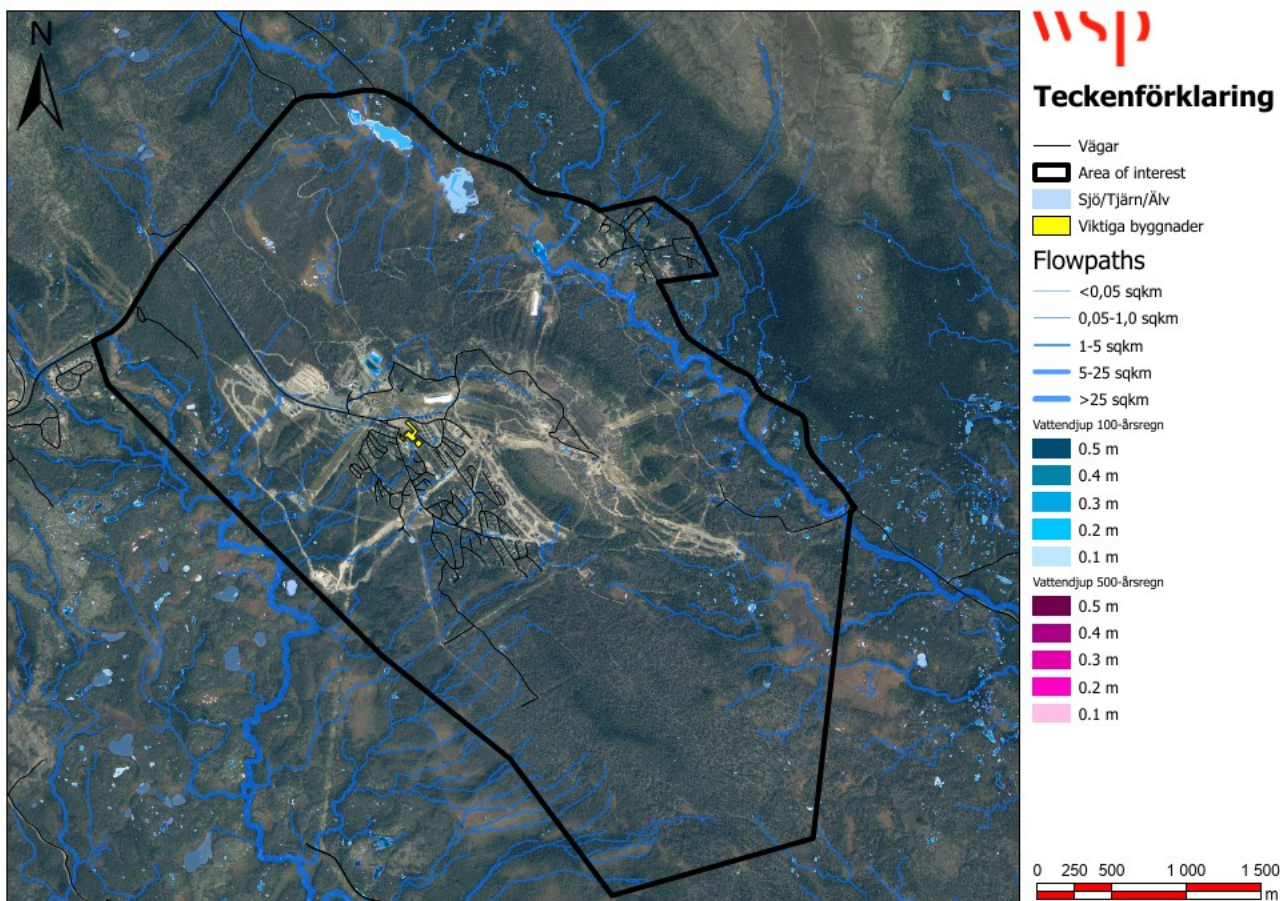 N
wsp
Teckenförklaring
Vägar
Area of interest
Sjö/Tjärn/Älv
Viktiga byggnader
Flowpaths
<0,05 sqkm
0,05-1,0 sqkm
1-5 sqkm
5-25 sqkm
>25 sqkm
Vattendjup 100-årsregn
0.5 m
0.4 m
0.3 m
0.2 m
0.1 m
Vattendjup 500-årsregn
0.5 m
0.4 m
0.3 m
0.2 m
0.1 m
0 250 500 1 000 1 500
m